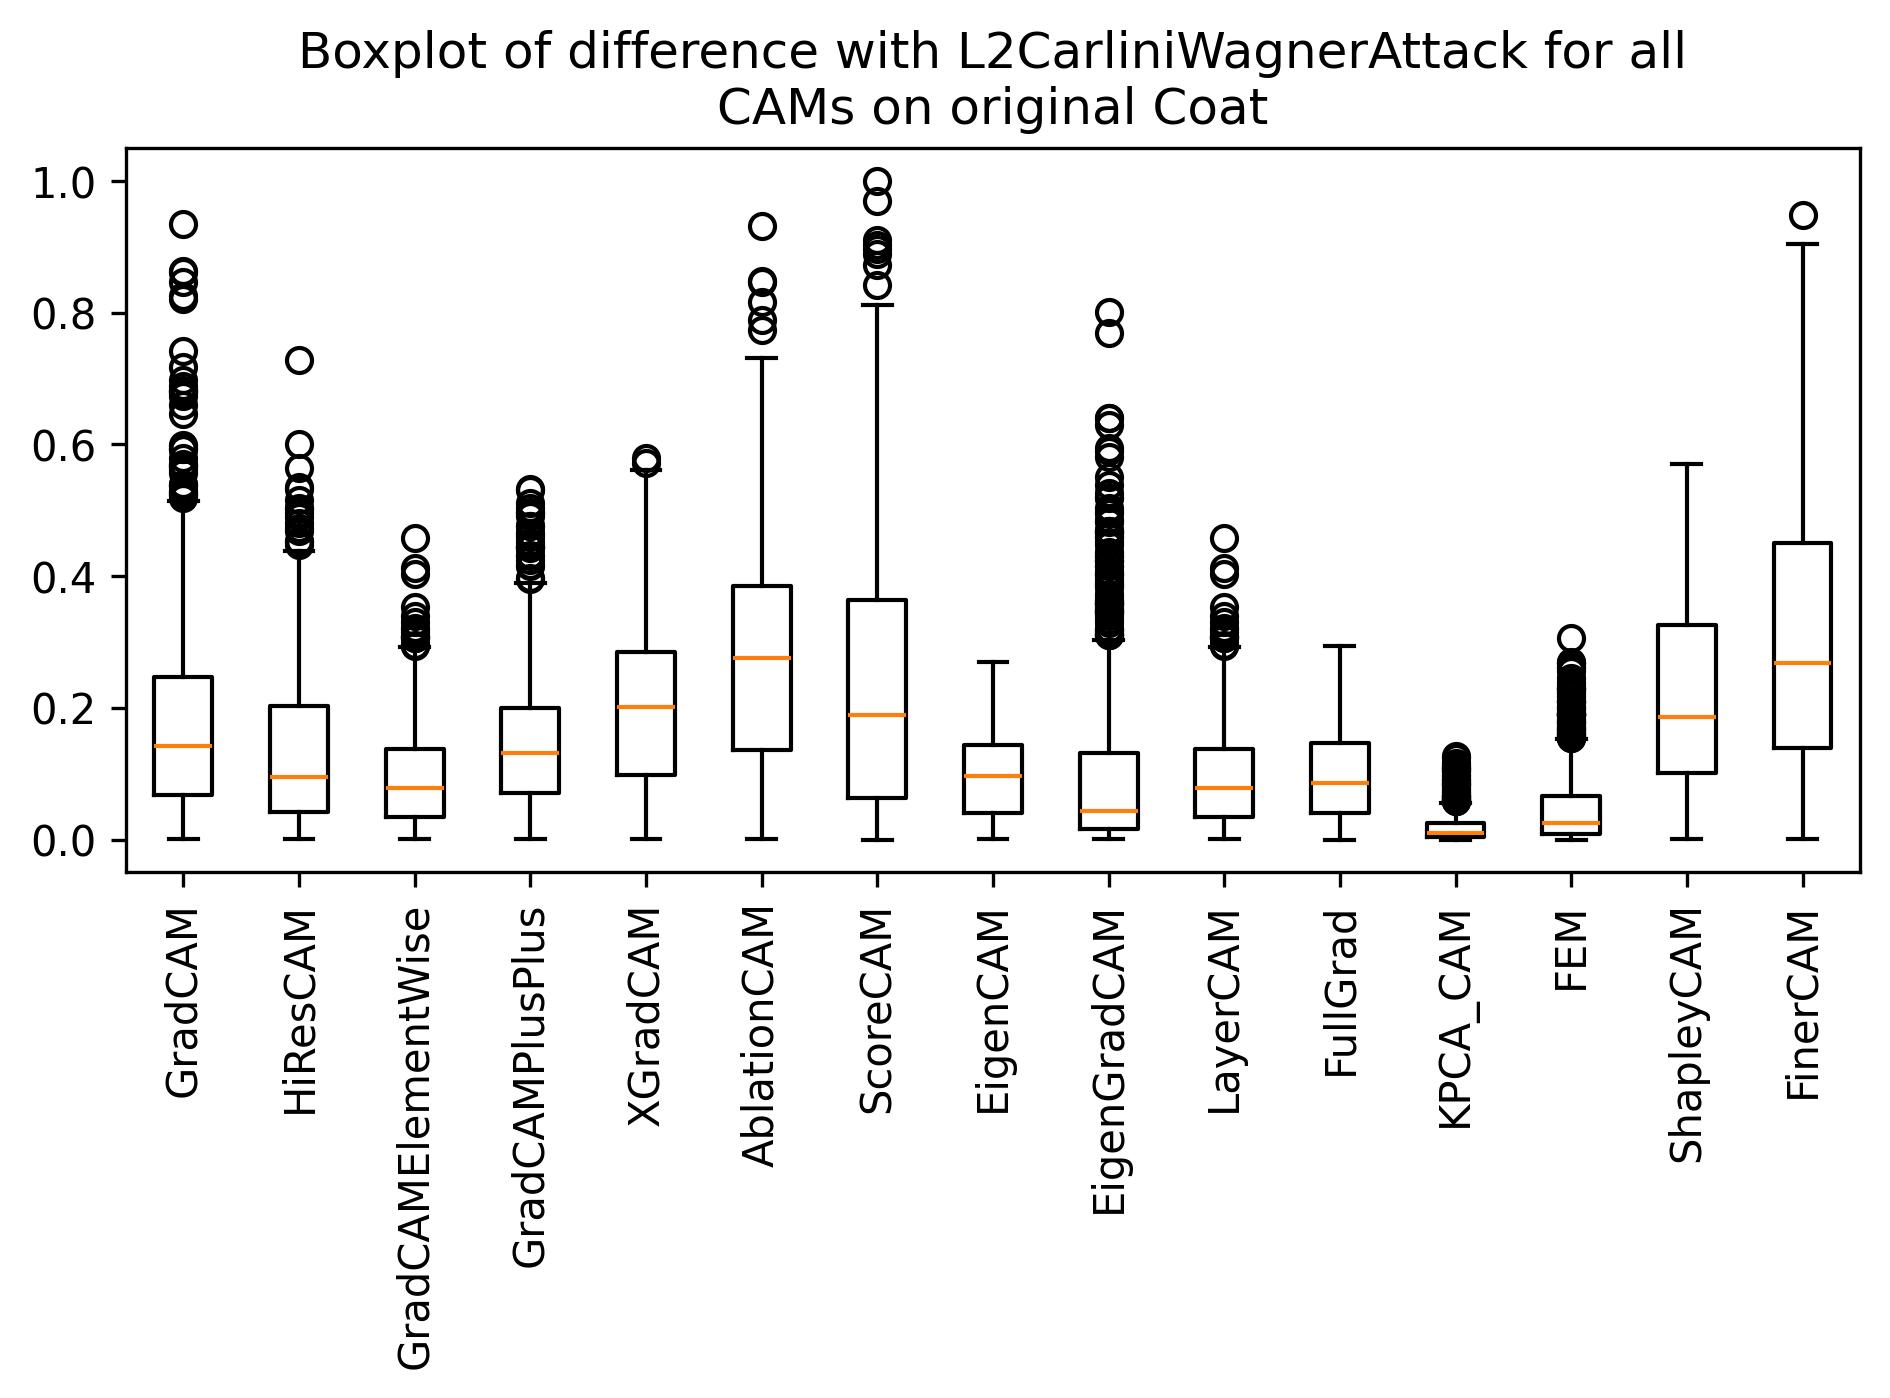 Boxplot of difference with L2CarliniWagnerAttack for all
CAMs on original Coat
1.0
0.8
0.6
0.4
0.2
0.0
GradCAM
HiResCAM
GradCAMElementWise
GradCAMPlusPlus
XGradCAM
AblationCAM
ScoreCAM
EigenCAM
EigenGradCAM
LayerCAM
FullGrad
KPCA_CAM
FEM
ShapleyCAM
FinerCAM